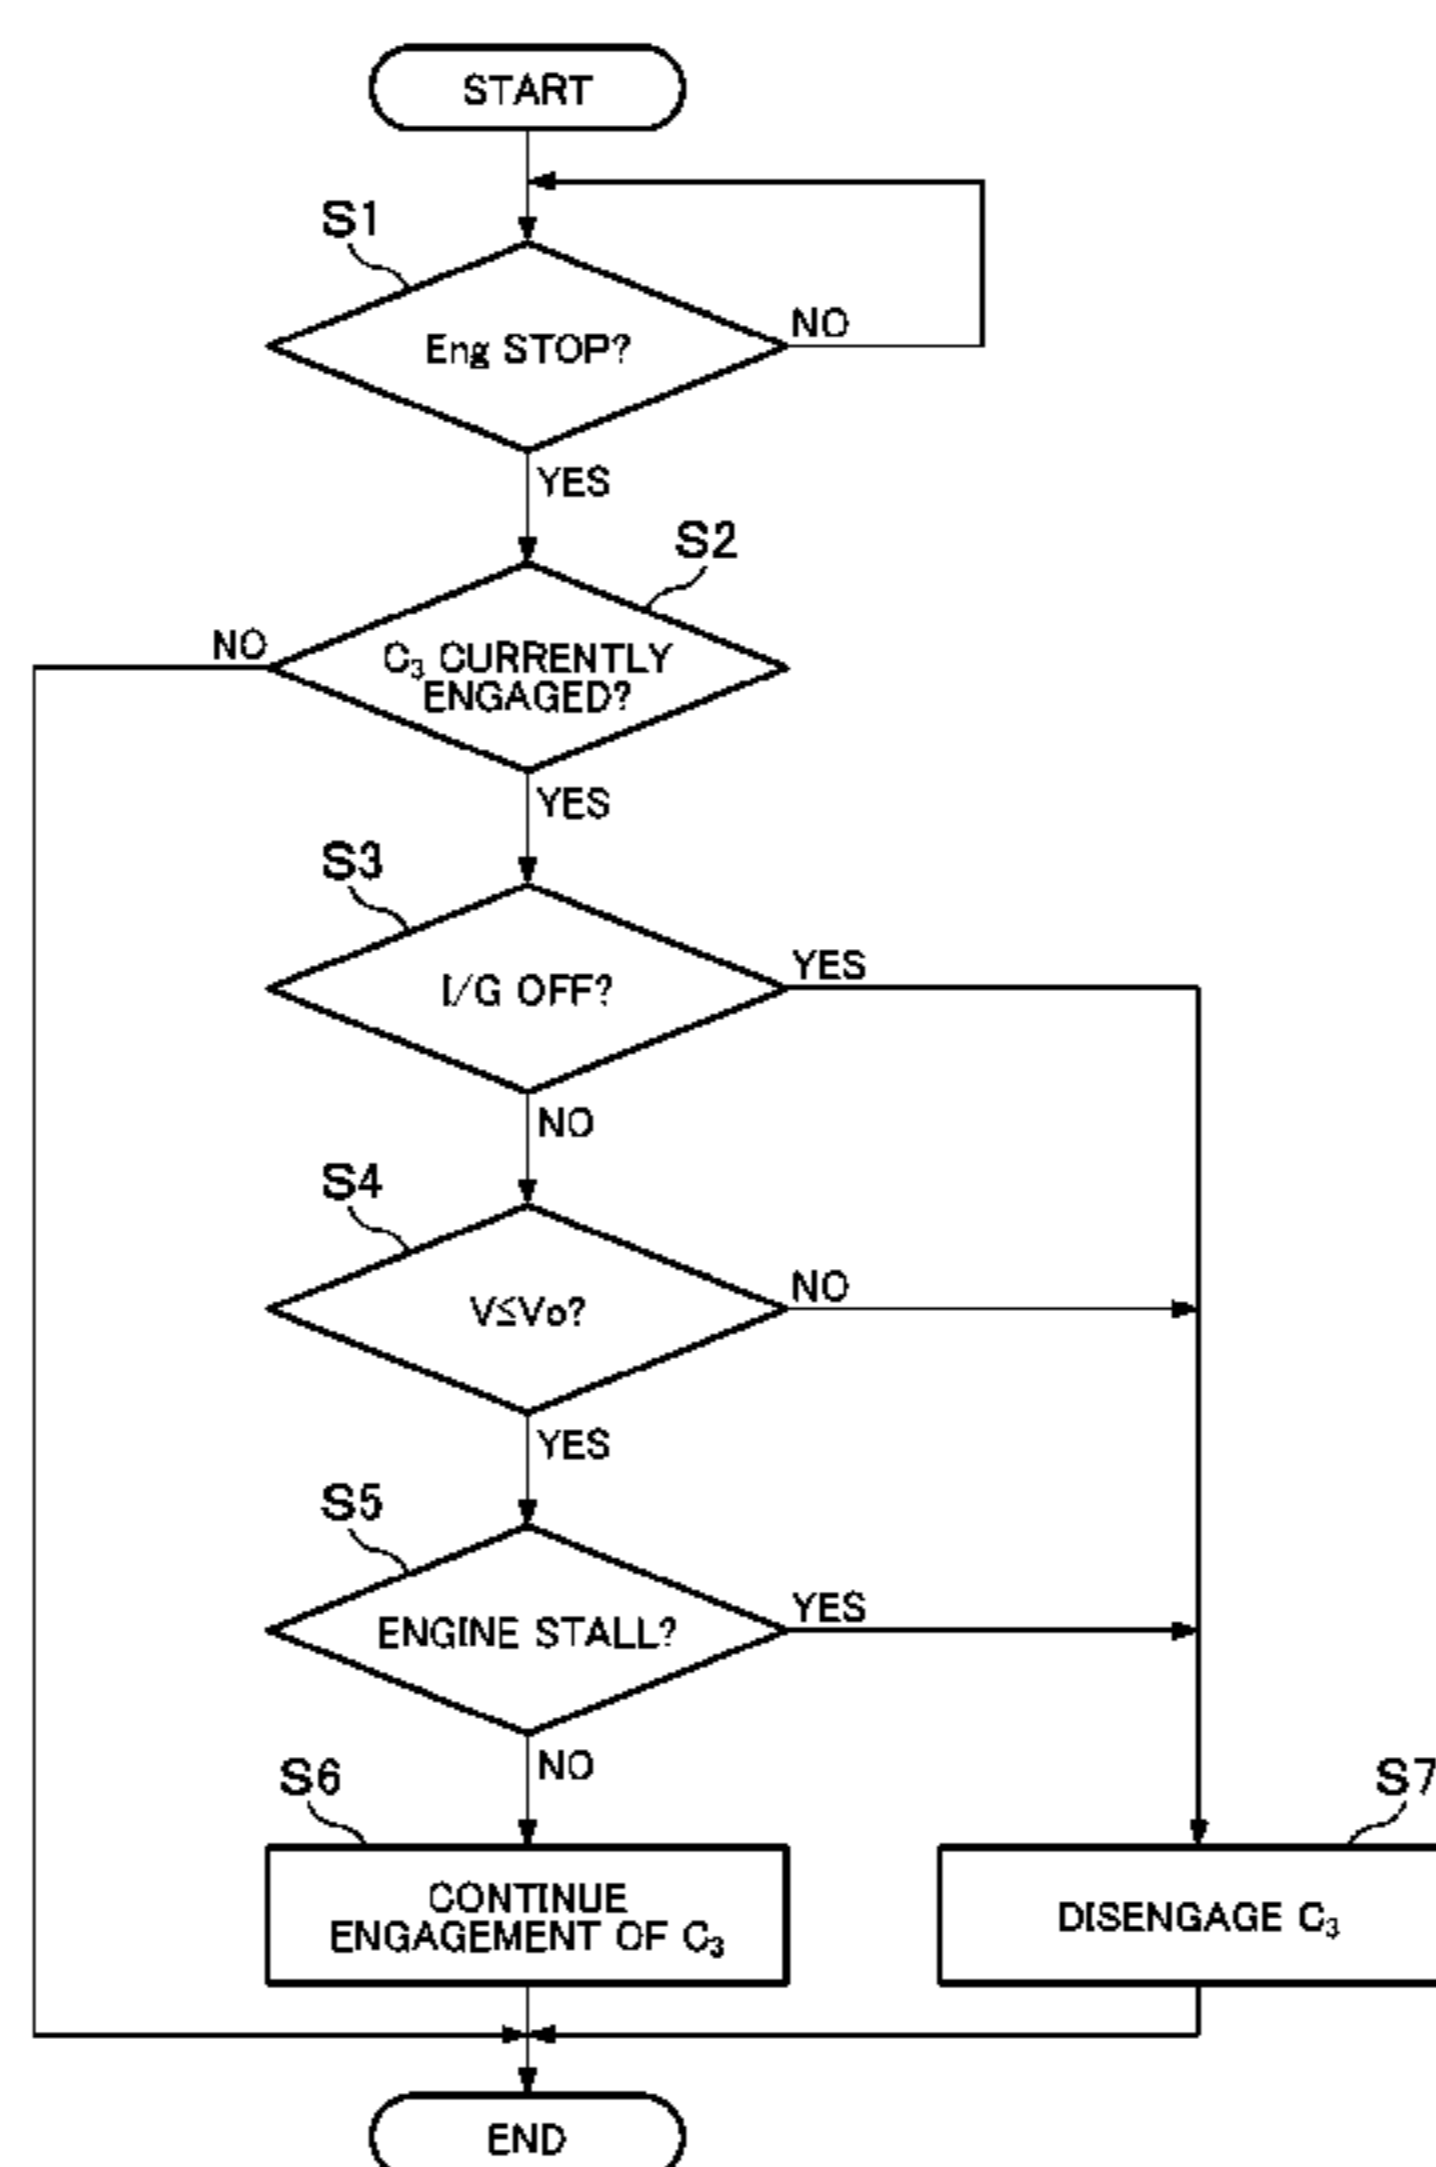 START
S1
Eng STOP?
NO
YES
S2
NO
C₃ CURRENTLY
ENGAGED?
YES
S3
I/G OFF?
YES
NO
S4
V≤Vo?
NO
YES
S5
ENGINE STALL?
YES
NO
S6
S7
CONTINUE
ENGAGEMENT OF C₃
DISENGAGE C₃
END